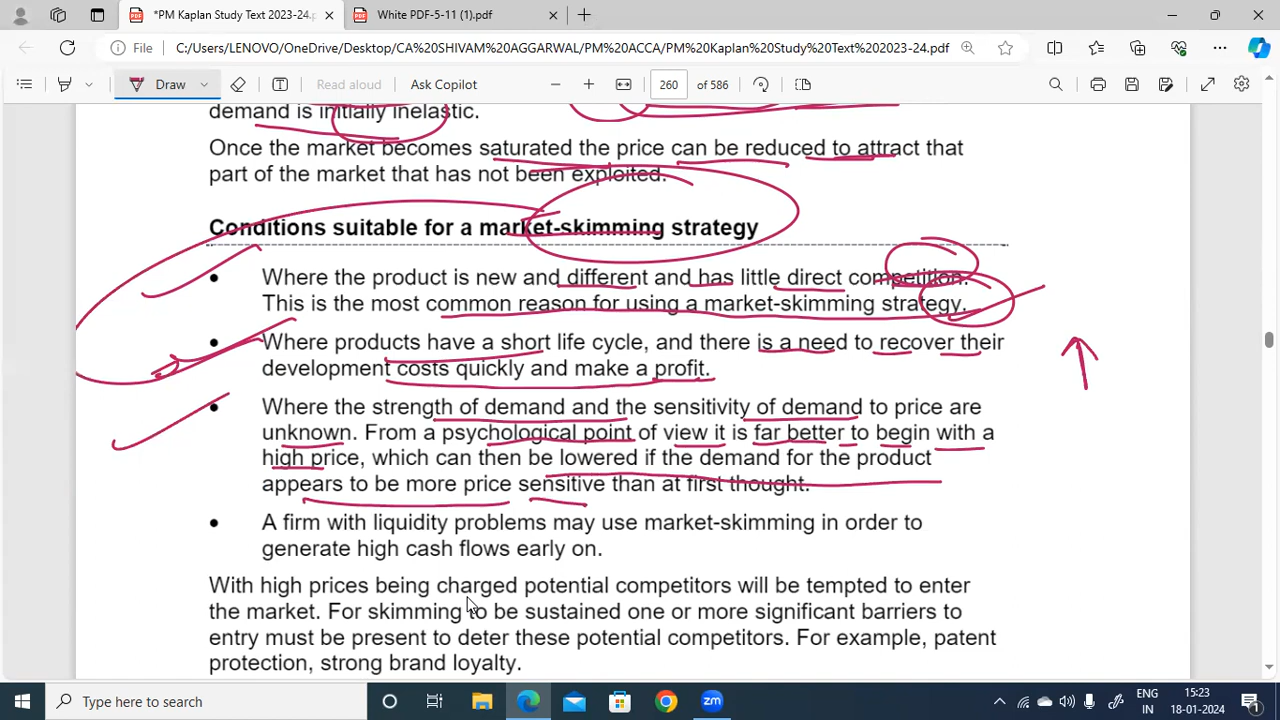 *PM Kaplan Study Text 2023-24.
White PDF-5-11 (1).pdf
File C:/Users/LENOVO/OneDrive/Desktop/CA%20SHIVAM%20AGGARWAL/PM%20ACCA/PM%20Kaplan%20Study%20Text%202023-24.pdf
Draw Read aloud Ask Copilot 260 of 586
demand is initially inelastic.
Once the market becomes saturated the price can be reduced to attract that
part of the market that has not been exploited.
Conditions suitable for a market-skimming strategy
• Where the product is new and different and has little direct competition.
This is the most common reason for using a market-skimming strategy.
• Where products have a short life cycle, and there is a need to recover their
development costs quickly and make a profit.
• Where the strength of demand and the sensitivity of demand to price are
unknown. From a psychological point of view it is far better to begin with a
high price, which can then be lowered if the demand for the product
appears to be more price sensitive than at first thought.
• A firm with liquidity problems may use market-skimming in order to
generate high cash flows early on.
With high prices being charged potential competitors will be tempted to enter
the market. For skimming to be sustained one or more significant barriers to
entry must be present to deter these potential competitors. For example, patent
protection, strong brand loyalty.
Type here to search
zm
ENG 15:23
IN 18-01-2024
1